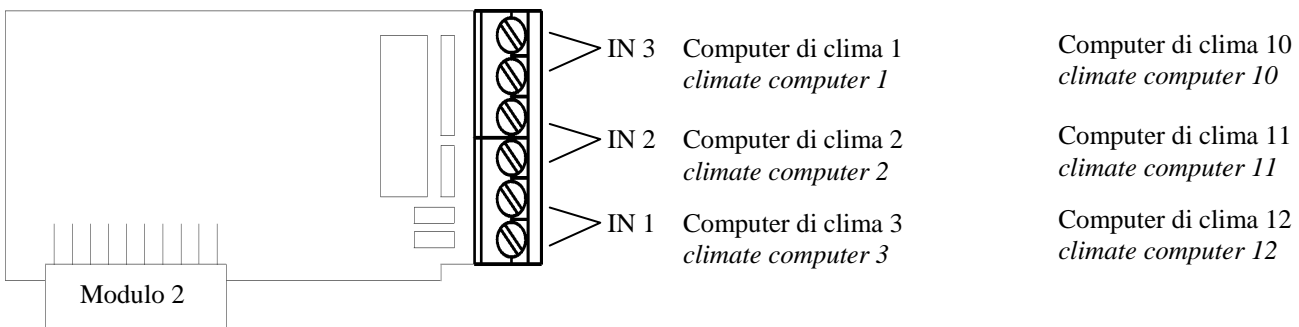 IN 3 Computer di clima 1 Computer di clima 10
climate computer 1 climate computer 10
IN 2 Computer di clima 2 Computer di clima 11
climate computer 2 climate computer 11
IN 1 Computer di clima 3 Computer di clima 12
climate computer 3 climate computer 12
Modulo 2